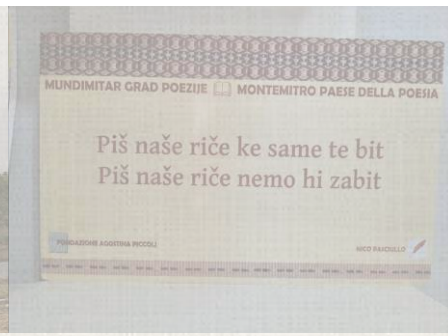 MUNDIMITAR GRAD POEZIJE MONTEMITRO PAESE DELLA POESIA
Piš naše riče ke same te bit
Piš naše riče nemo hi zabit
FONDAZIONE AGOSTINA PICCOLI
NICO PASCIULLO